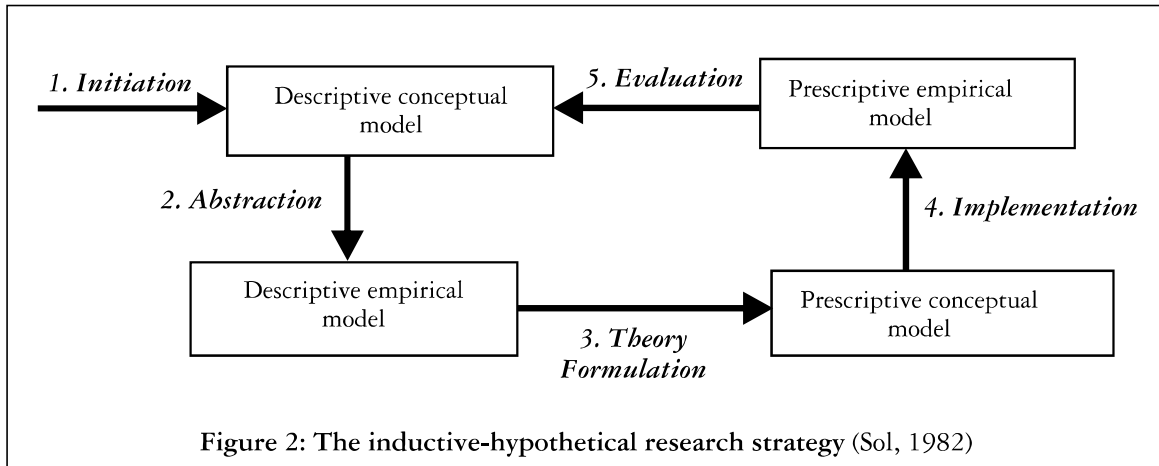 1. Initiation
Descriptive conceptual
model
5. Evaluation
Prescriptive empirical
model
2. Abstraction
4. Implementation
Descriptive empirical
model
3. Theory
Formulation
Prescriptive conceptual
model
Figure 2: The inductive-hypothetical research strategy (Sol, 1982)